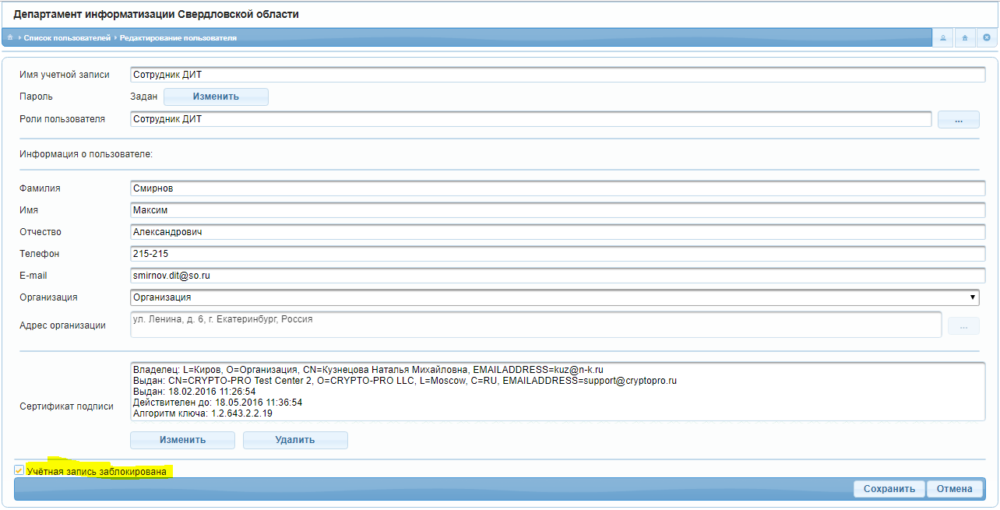 Департамент информатизации Свердловской области
Список пользователей Редактирование пользователя
Имя учетной записи Сотрудник ДИТ
Пароль Задан Изменить
Роли пользователя Сотрудник ДИТ ...
Информация о пользователе:
Фамилия Смирнов
Имя Максим
Отчество Александрович
Телефон 215-215
E-mail smirnov.dit@so.ru
Организация Организация
Адрес организации ул. Ленина, д. 6, г. Екатеринбург, Россия ...
Сертификат подписи
Владелец: L=Киров, O=Организация, CN=Кузнецова Наталья Михайловна, EMAILADDRESS=kuz@n-k.ru
Выдан: CN=CRYPTO-PRO Test Center 2, O=CRYPTO-PRO LLC, L=Moscow, C=RU, EMAILADDRESS=support@cryptopro.ru
Выдан: 18.02.2016 11:26:54
Действителен до: 18.05.2016 11:36:54
Алгоритм ключа: 1.2.643.2.2.19
Изменить Удалить
Учётная запись заблокирована
Сохранить Отмена